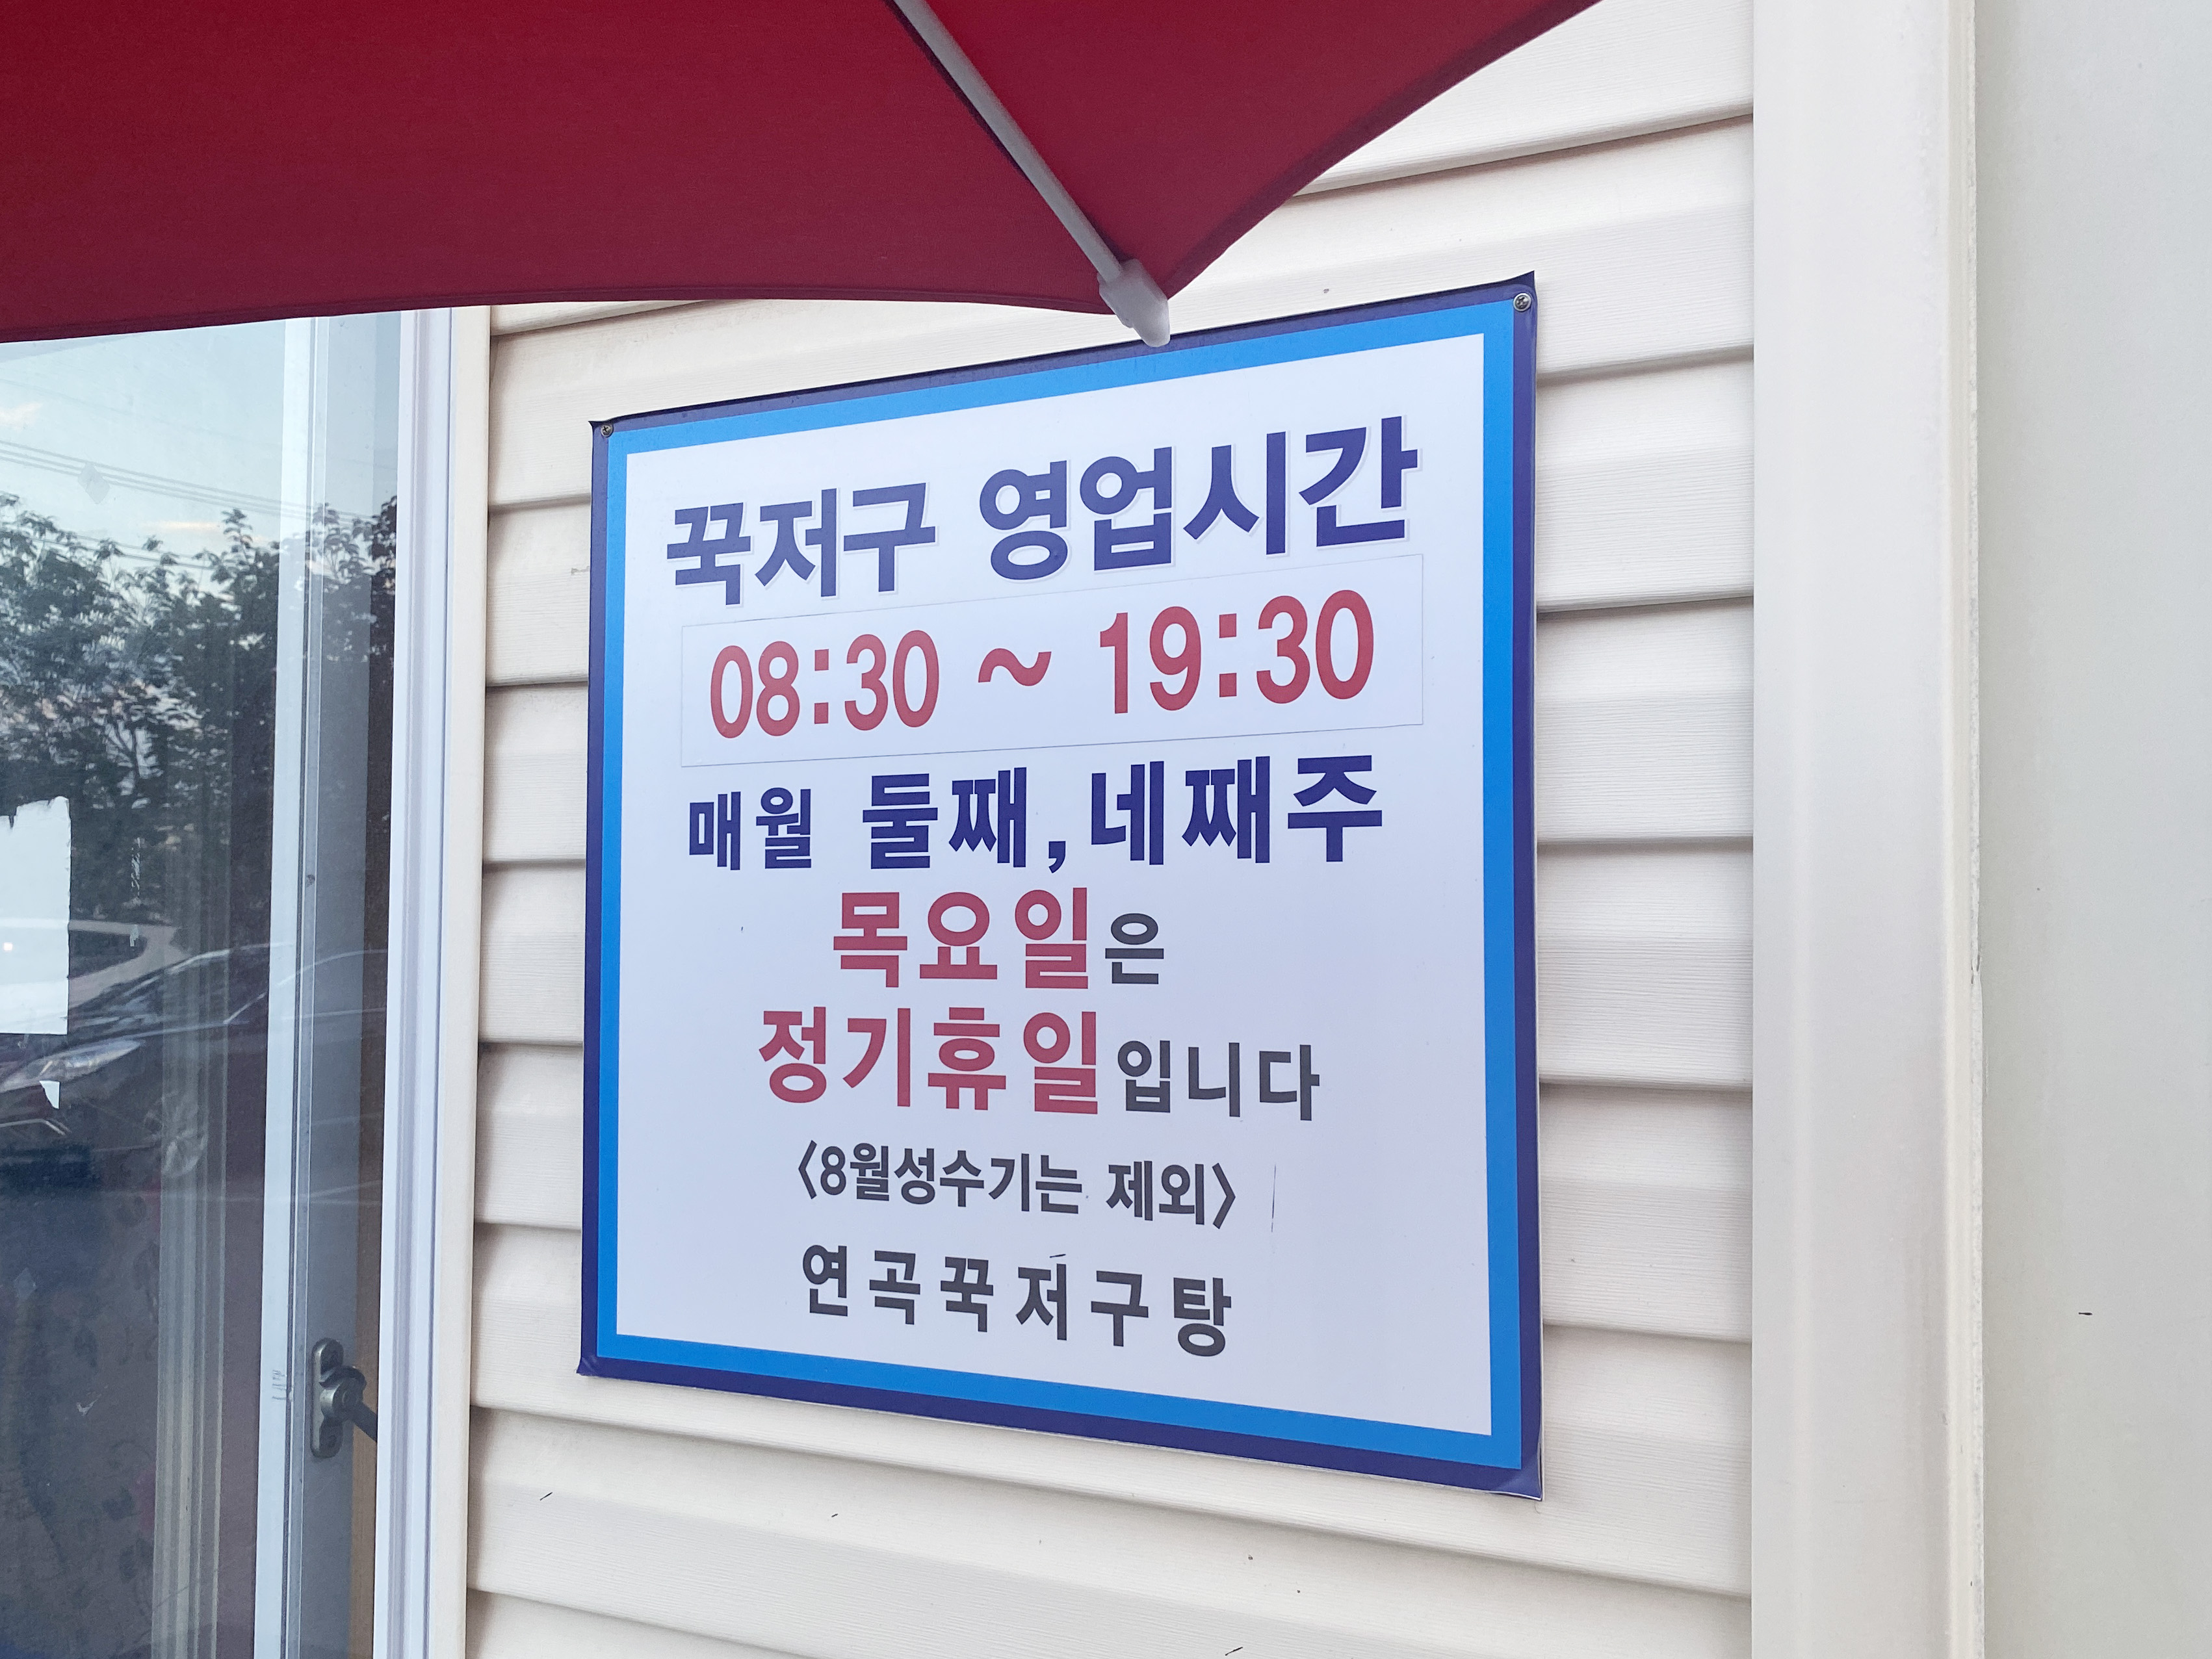 꾹저구 영업시간
08:30 ~ 19:30
매월 둘째,네째주
목요일은
정기휴일입니다
<8월성수기는 제외>
연곡꾹저구탕